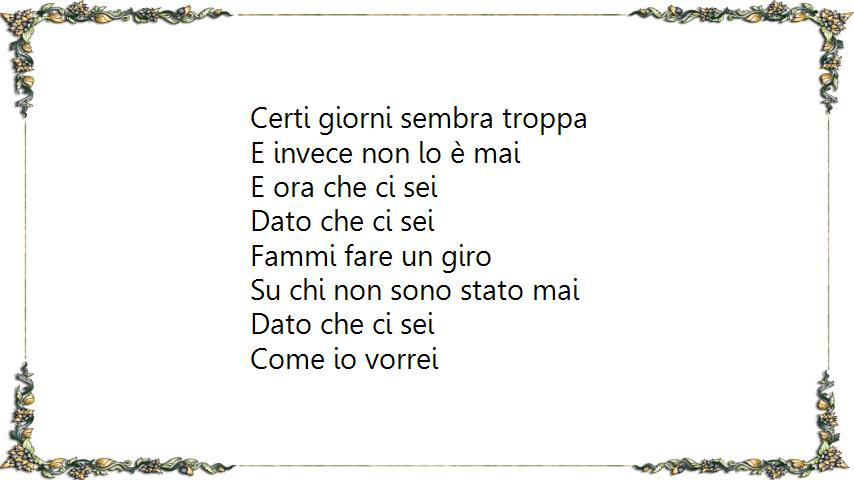 Certi giorni sembra troppa
E invece non lo è mai
E ora che ci sei
Dato che ci sei
Fammi fare un giro
Su chi non sono stato mai
Dato che ci sei
Come io vorrei